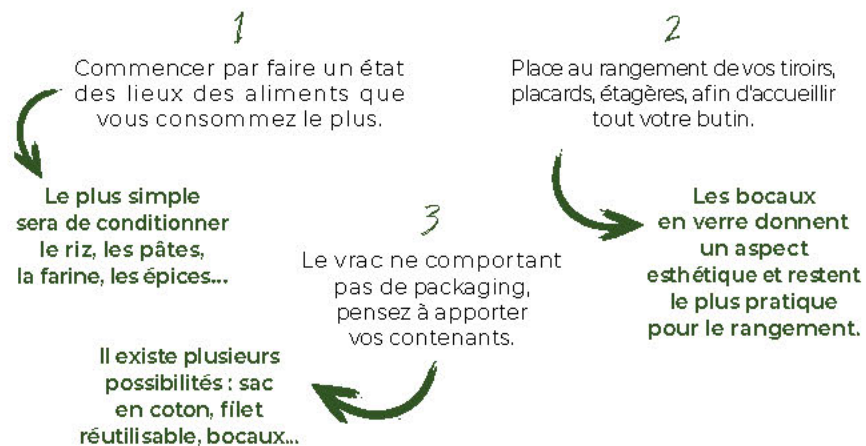 1
Commencer par faire un état
des lieux des aliments que
vous consommez le plus.
Le plus simple
sera de conditionner
le riz, les pâtes,
la farine, les épices...
2
Place au rangement de vos tiroirs,
placards, étagères, afin d'accueillir
tout votre butin.
Les bocaux
en verre donnent
un aspect
esthétique et restent
le plus pratique
pour le rangement.
3
Le vrac ne comportant
pas de packaging,
pensez à apporter
vos contenants.
Il existe plusieurs
possibilités : sac
en coton, filet
réutilisable, bocaux...